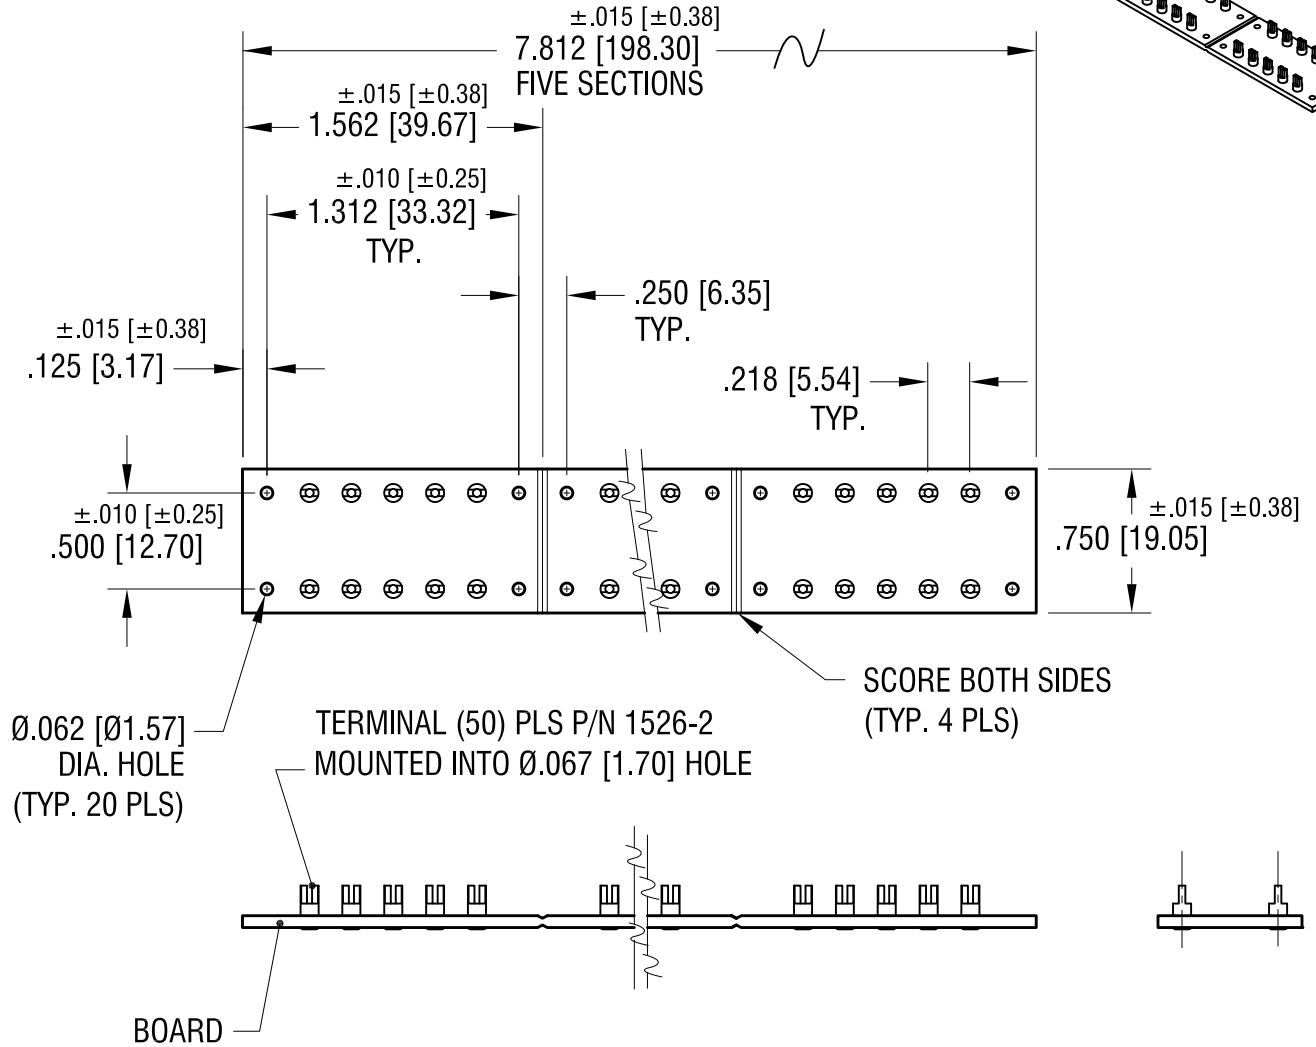 ±.015 [±0.38]
7.812 [198.30]
FIVE SECTIONS
±.015 [±0.38]
1.562 [39.67]
±.010 [±0.25]
1.312 [33.32]
TYP.
.250 [6.35]
TYP.
±.015 [±0.38]
.125 [3.17]
.218 [5.54]
TYP.
±.010 [±0.25]
.500 [12.70]
±.015 [±0.38]
.750 [19.05]
SCORE BOTH SIDES
(TYP. 4 PLS)
Ø.062 [Ø1.57]
DIA. HOLE
(TYP. 20 PLS)
TERMINAL (50) PLS P/N 1526-2
MOUNTED INTO Ø.067 [1.70] HOLE
BOARD